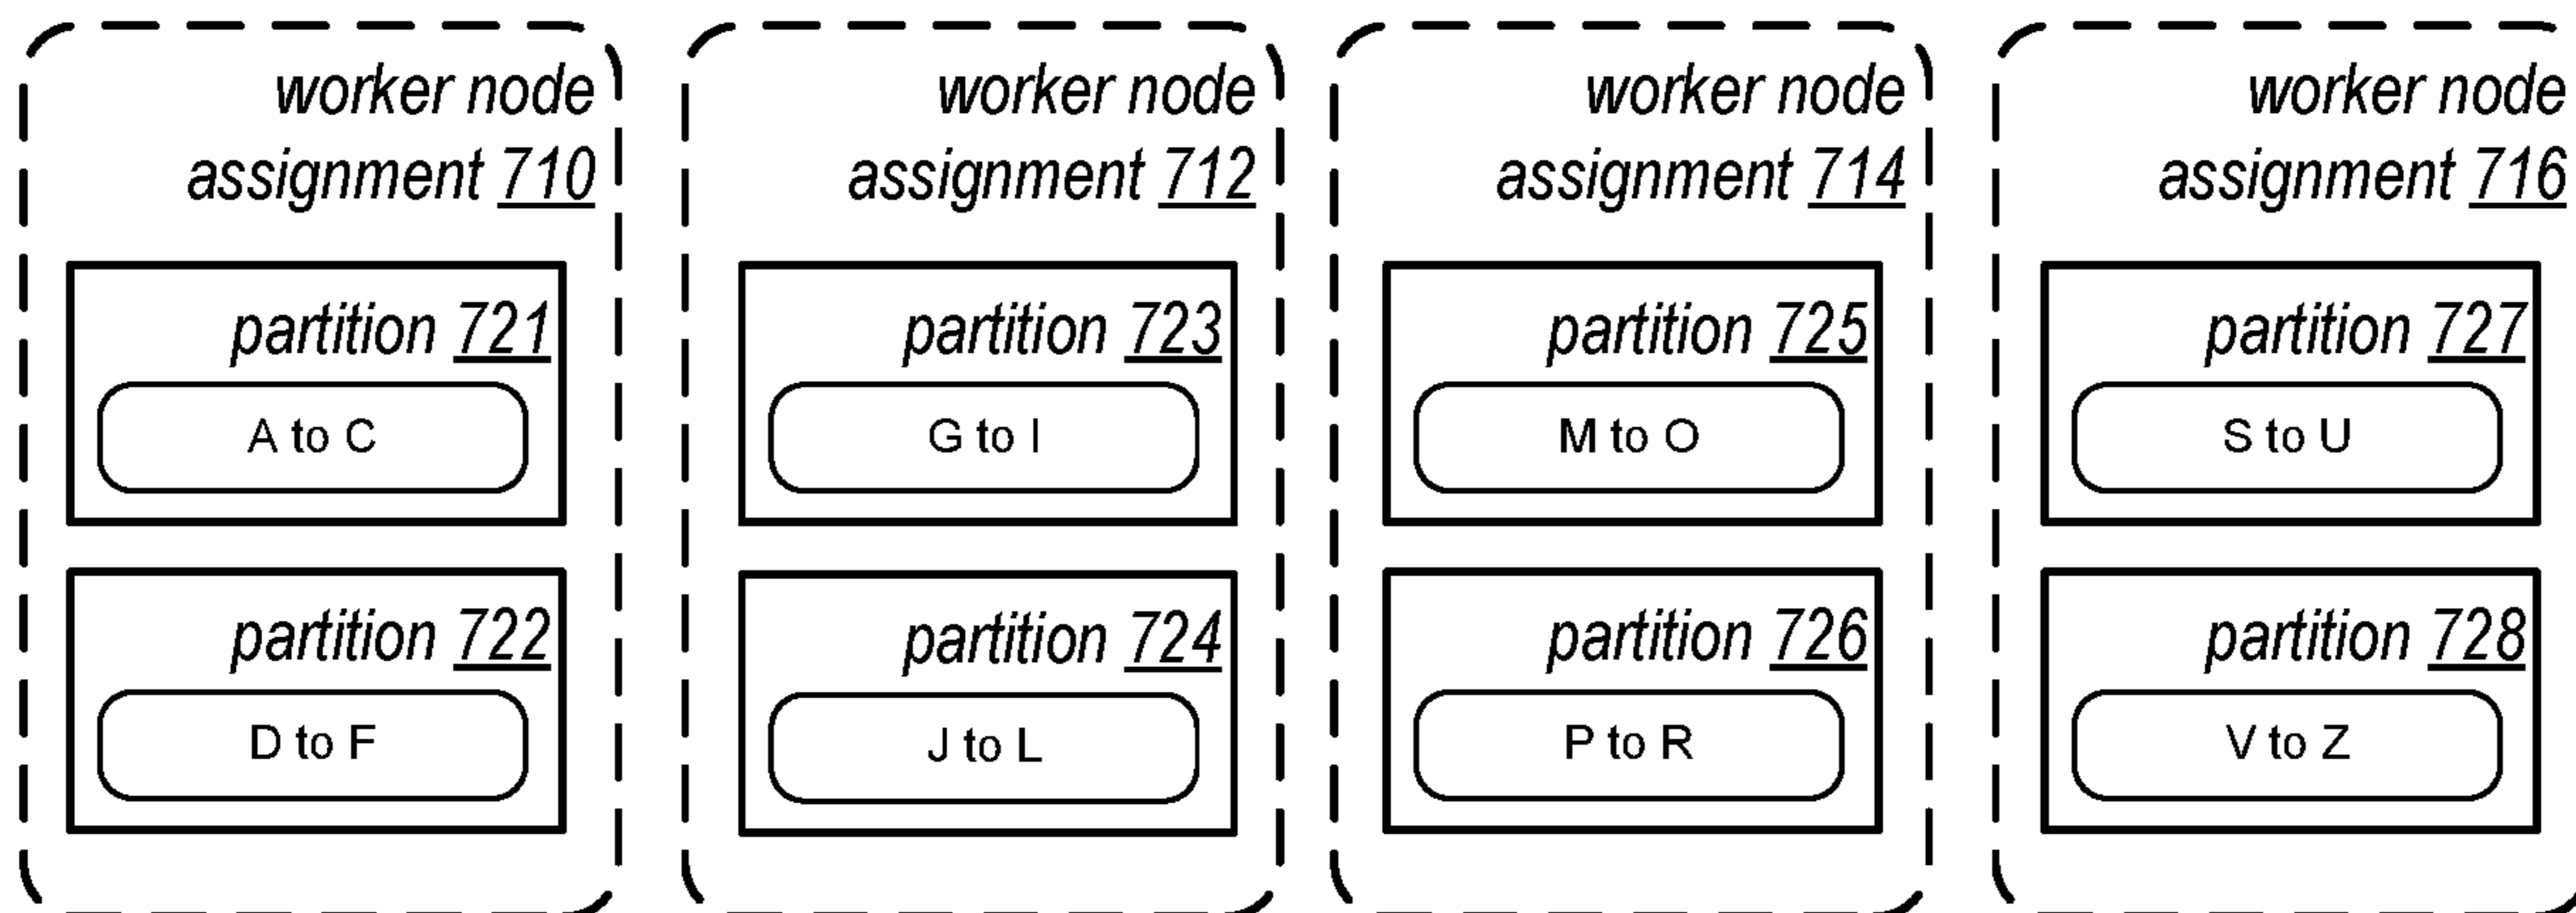 worker node
assignment 710
partition 721
A to C
partition 722
D to F
worker node
assignment 712
partition 723
G to I
partition 724
J to L
worker node
assignment 714
partition 725
M to O
partition 726
P to R
worker node
assignment 716
partition 727
S to U
partition 728
V to Z